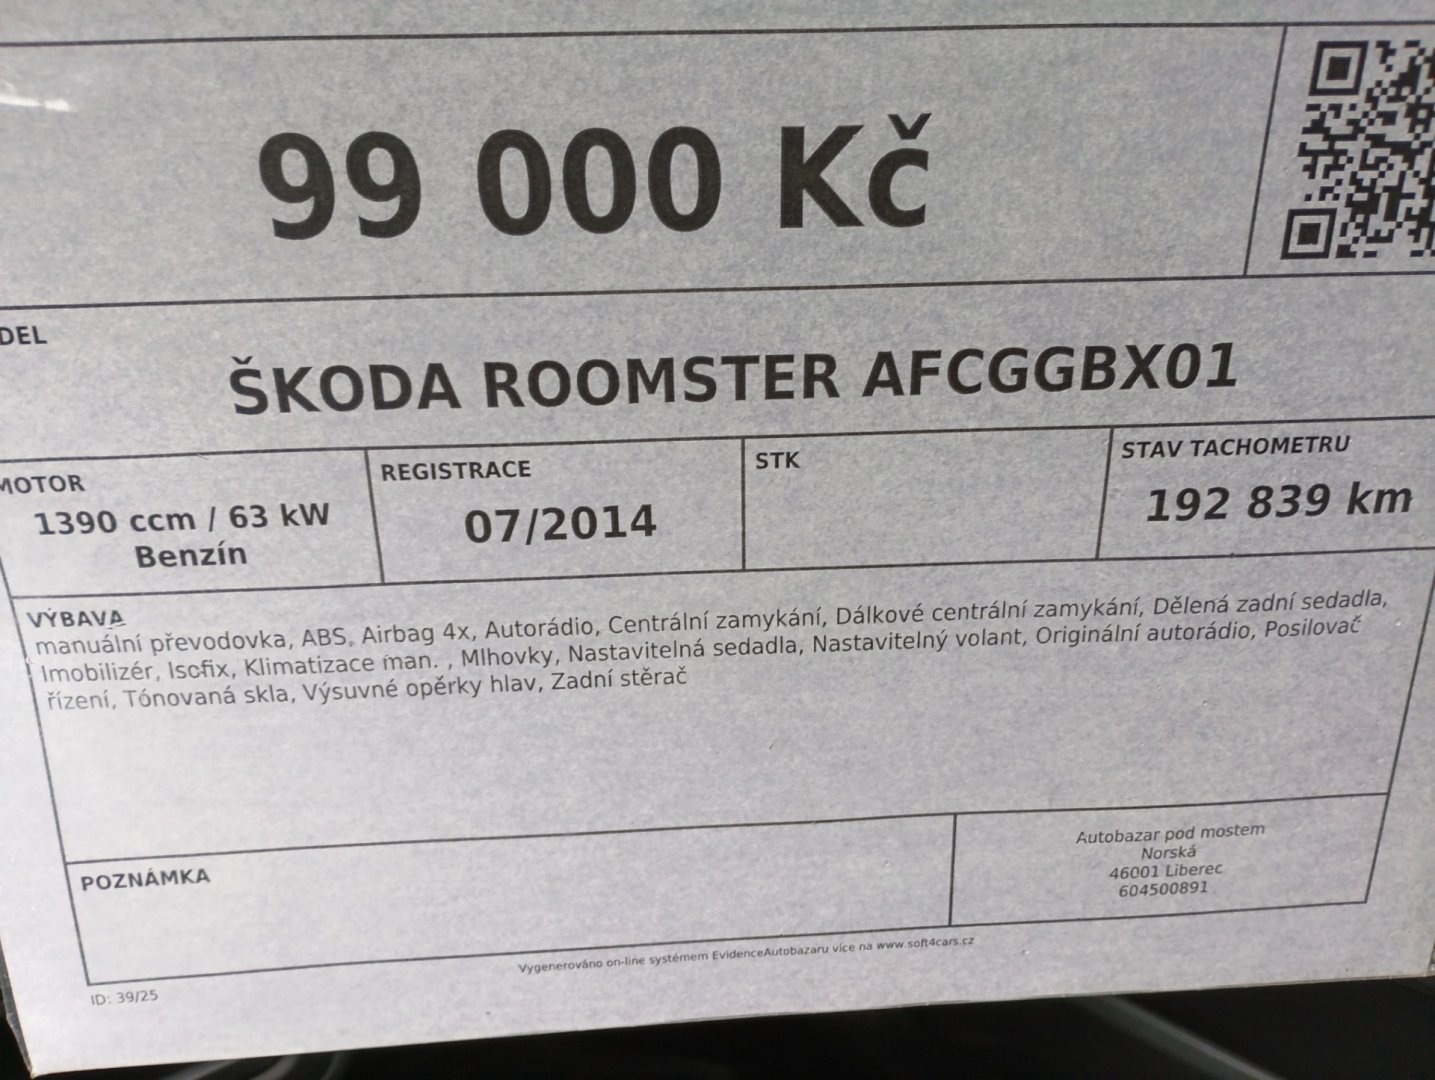 99 000 Kč
DEL
ŠKODA ROOMSTER AFCGGBX01
MOTOR
1390 ccm / 63 kW
Benzín
REGISTRACE
07/2014
STK
STAV TACHOMETRU
192 839 km
VÝBAVA
manuální převodovka, ABS, Airbag 4x, Autorádio, Centrální zamykání, Dálkové centrální zamykání, Dělená zadní sedadla,
Imobilizér, Isofix, Klimatizace man. , Mlhovky, Nastavitelná sedadla, Nastavitelný volant, Originální autorádio, Posilovač
řízení, Tónovaná skla, Výsuvné opěrky hlav, Zadní stěrač
POZNÁMKA
Autobazar pod mostem
Norská
46001 Liberec
604500891
Vygenerováno on-line systémem EvidenceAutobazaru více na www.soft4cars.cz
ID: 39/25